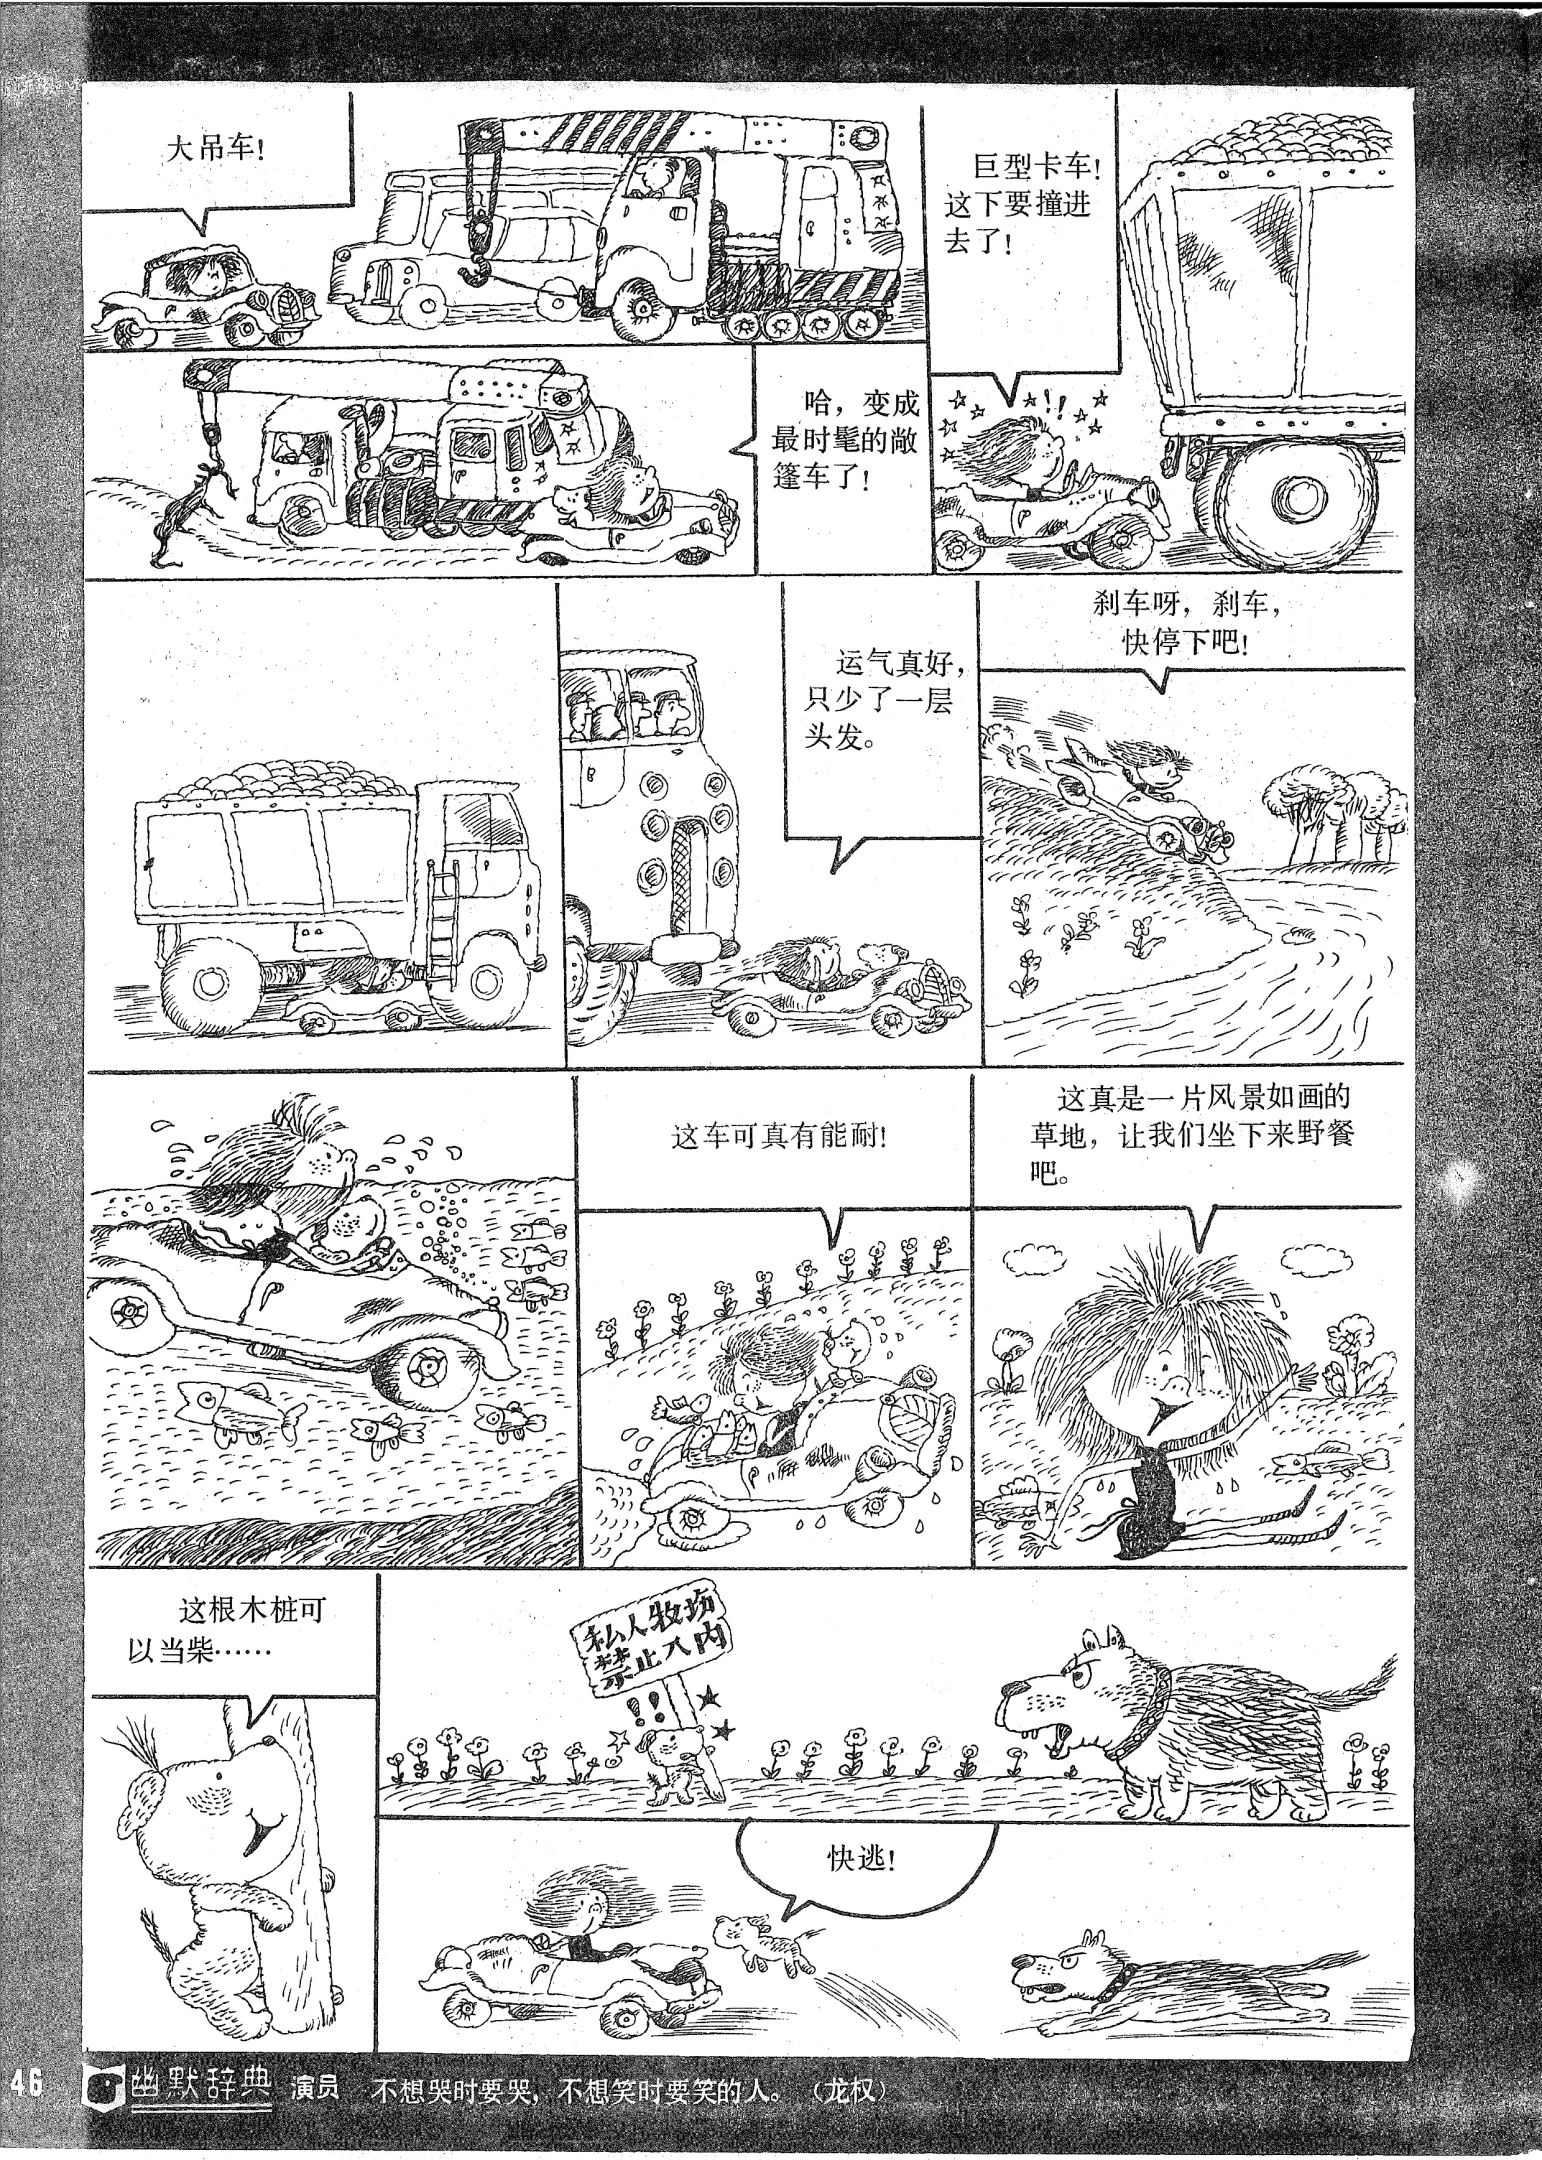 大吊车!
哈，变成
最时髦的敞
篷车了!
巨型卡车!
这下要撞进
去了!
运气真好，
只少了一层
头发。
刹车呀，刹车，
快停下吧!
这车可真有能耐!
这真是一片风景如画的
草地，让我们坐下来野餐
吧。
这根木桩可
以当柴……
私人牧场
禁止入内
!!
快逃!
46 幽默辞典 演员 不想哭时要哭，不想笑时要笑的人。（龙权）